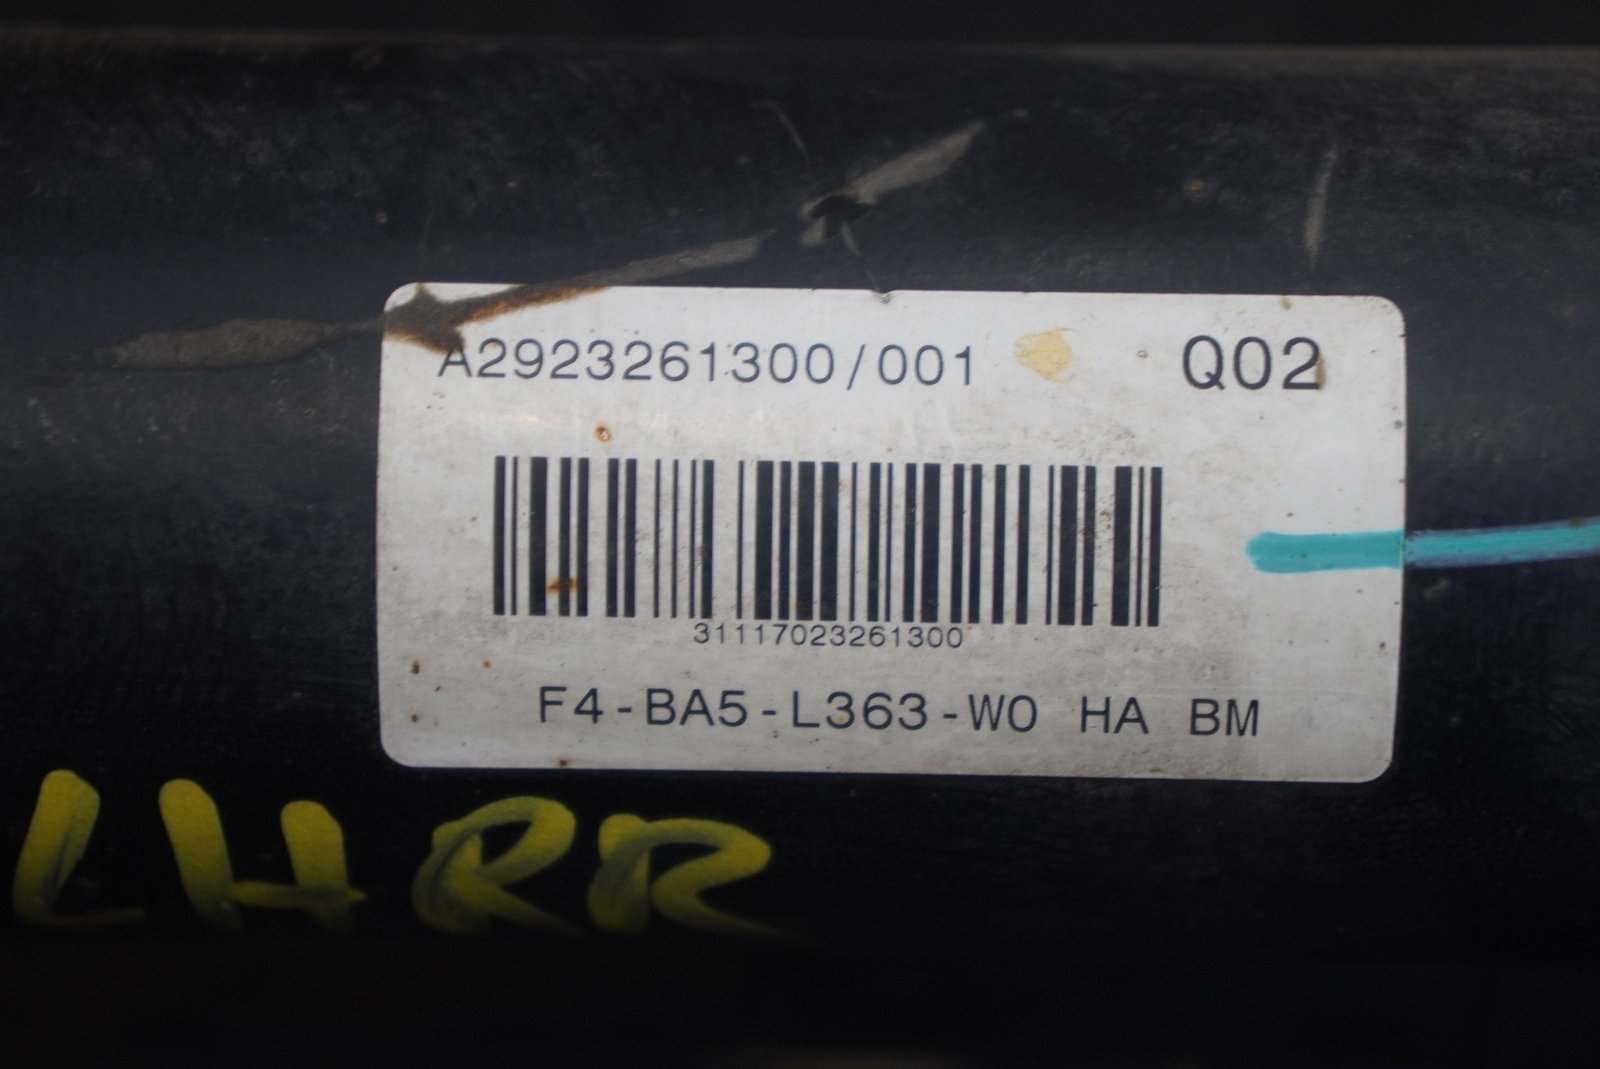 A2923261300/001 Q02
31117023261300
F4-BA5-L363-W0 HA BM
LHRR